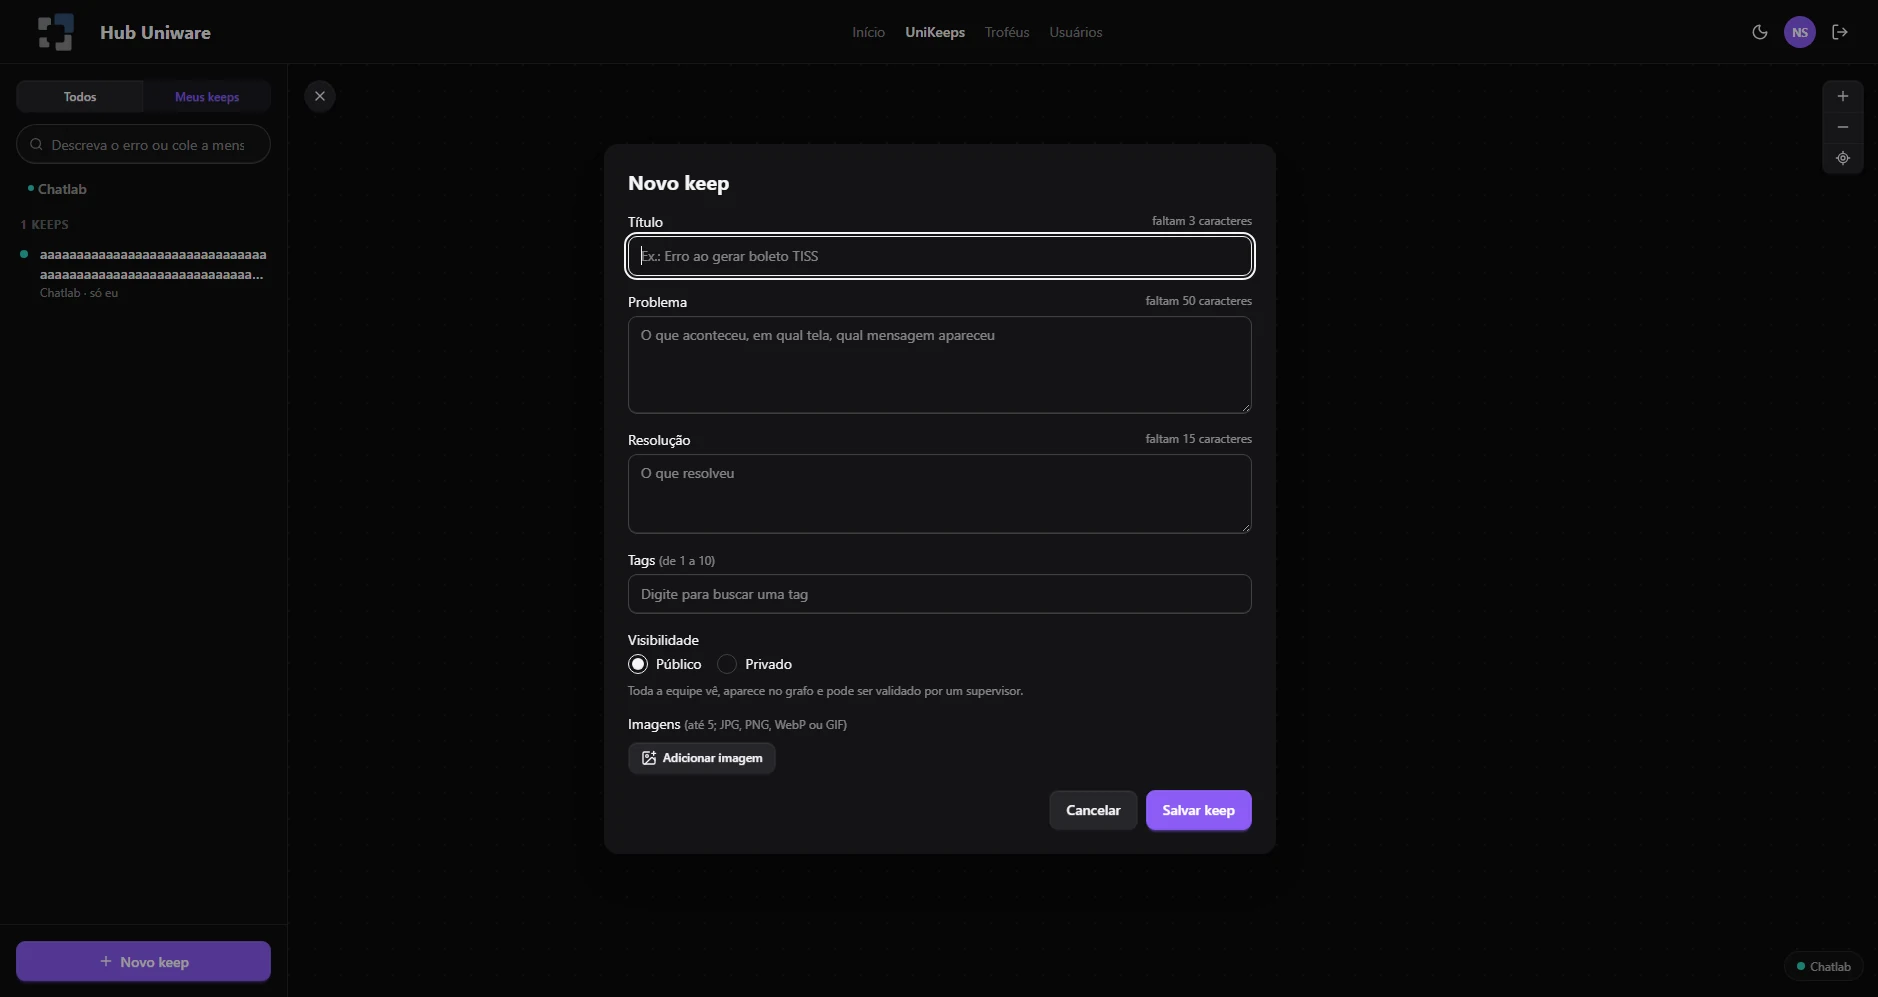 Hub Uniware
Início UniKeeps Troféus Usuários
NS
Todos Meus keeps
Descreva o erro ou cole a mens
Chatlab
1 KEEPS
aaaaaaaaaaaaaaaaaaaaaaaaaaaaaaa
aaaaaaaaaaaaaaaaaaaaaaaaaaaaa...
Chatlab · só eu
Novo keep
Título faltam 3 caracteres
Ex.: Erro ao gerar boleto TISS
Problema faltam 50 caracteres
O que aconteceu, em qual tela, qual mensagem apareceu
Resolução faltam 15 caracteres
O que resolveu
Tags (de 1 a 10)
Digite para buscar uma tag
Visibilidade
Público Privado
Toda a equipe vê, aparece no grafo e pode ser validado por um supervisor.
Imagens (até 5; JPG, PNG, WebP ou GIF)
Adicionar imagem
Cancelar Salvar keep
+ Novo keep
Chatlab